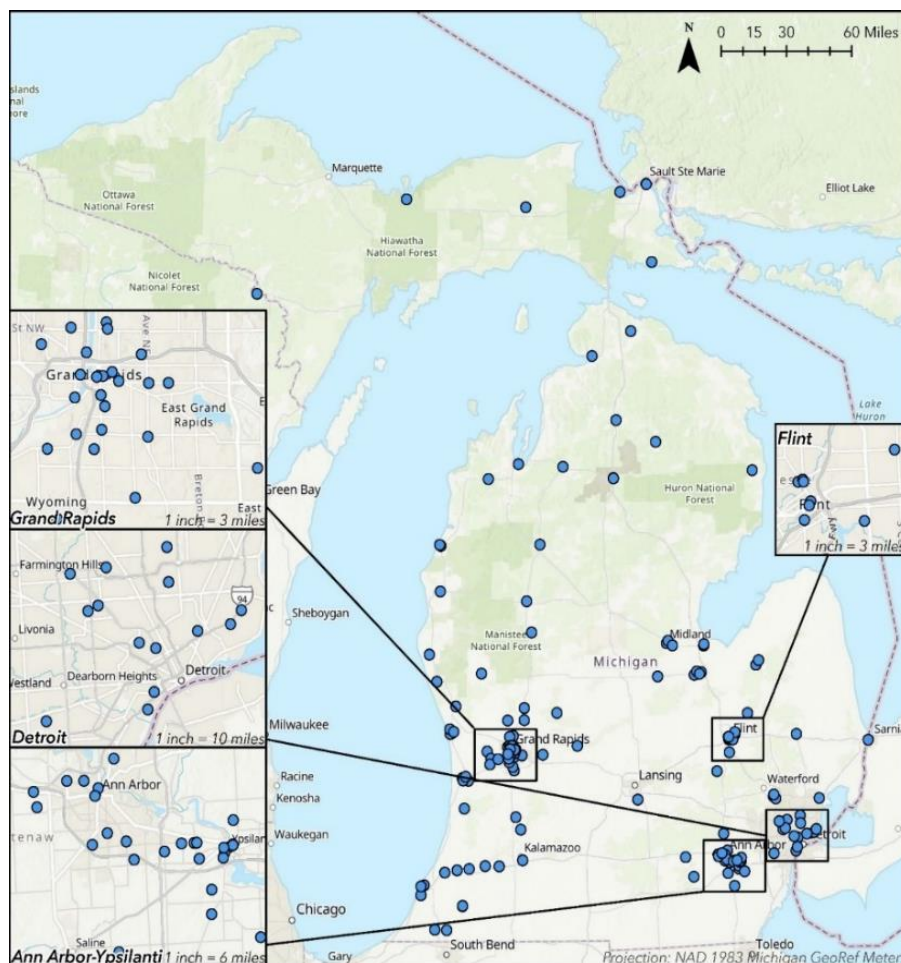 N
0 15 30 60 Miles
Sault Ste Marie
Marquette
Elliot Lake
Ottawa
National Forest
Hiawatha
National Forest
Nicolet
National Forest
St NW
Ave NE
Grand Rapids
East Grand
Rapids
Wyoming
Breton
East
Grand Rapids
1 inch = 3 miles
Green Bay
Lake
Huron
Flint
Flint
1 inch = 3 miles
Huron National
Forest
Farmington Hills
94
Livonia
Dearborn Heights
Detroit
Detroit
1 inch = 10 miles
Sheboygan
Manistee
National Forest
Midland
Michigan
Milwaukee
Grand Rapids
Flint
Sarnia
Lansing
Waterford
Ann Arbor
Racine
Kenosha
Waukegan
Kalamazoo
Ann Arbor
Detroit
Saline
Ann Arbor-Ypsilanti
1 inch = 6 miles
Chicago
Gary
South Bend
Toledo
Projection: NAD 1983 Michigan GeoRef Meter